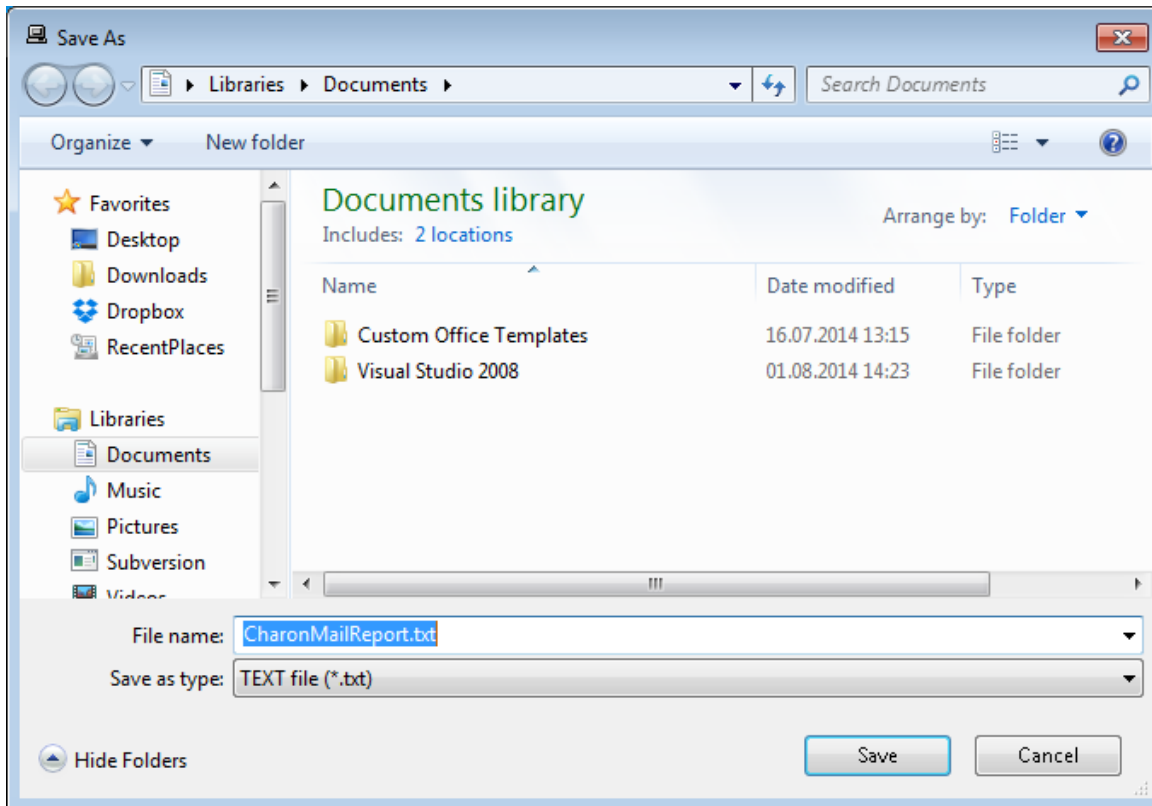 Save As
Libraries Documents
Search Documents
Organize New folder
Favorites
Desktop
Downloads
Dropbox
RecentPlaces
Libraries
Documents
Music
Pictures
Subversion
Videos
Documents library
Includes: 2 locations
Arrange by: Folder
Name Date modified Type
Custom Office Templates 16.07.2014 13:15 File folder
Visual Studio 2008 01.08.2014 14:23 File folder
File name: CharonMailReport.txt
Save as type: TEXT file (*.txt)
Hide Folders
Save Cancel